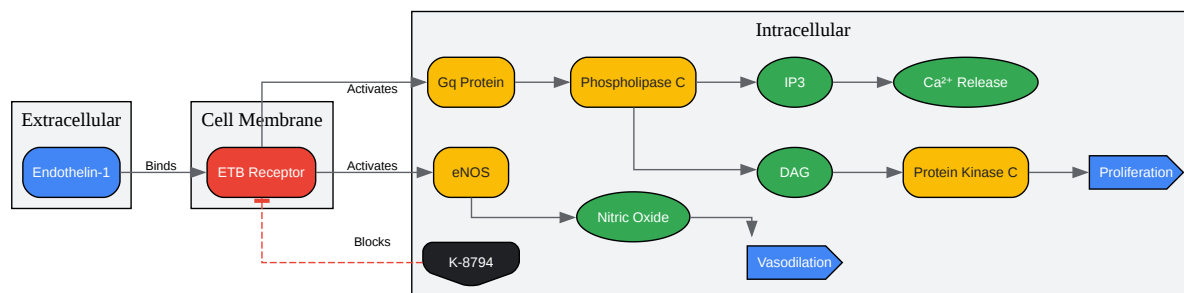 Intracellular
Gq Protein
Phospholipase C
IP3
Ca²⁺ Release
Activates
Extracellular
Cell Membrane
Endothelin-1
Binds
ETB Receptor
Activates
eNOS
DAG
Protein Kinase C
Proliferation
Nitric Oxide
Blocks
K-8794
Vasodilation